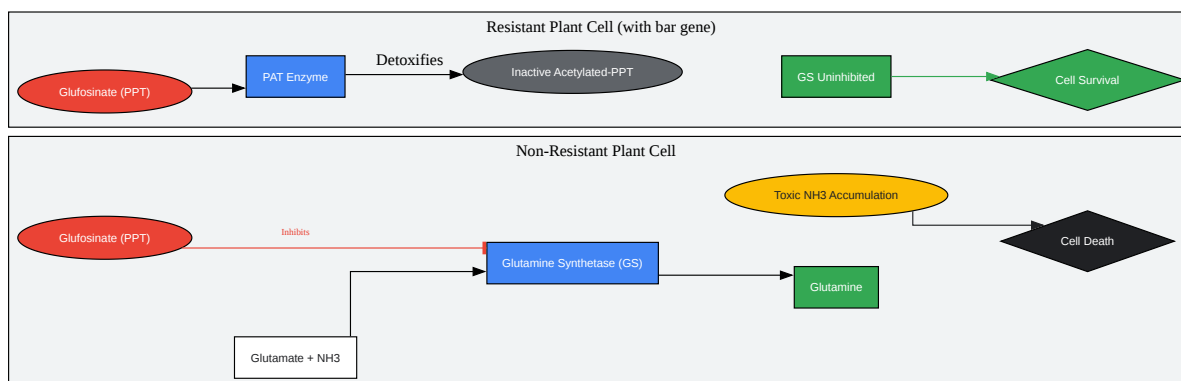 Resistant Plant Cell (with bar gene)
Glufosinate (PPT)
PAT Enzyme
Detoxifies
Inactive Acetylated-PPT
GS Uninhibited
Cell Survival
Non-Resistant Plant Cell
Glufosinate (PPT)
Inhibits
Glutamine Synthetase (GS)
Toxic NH3 Accumulation
Cell Death
Glutamine
Glutamate + NH3